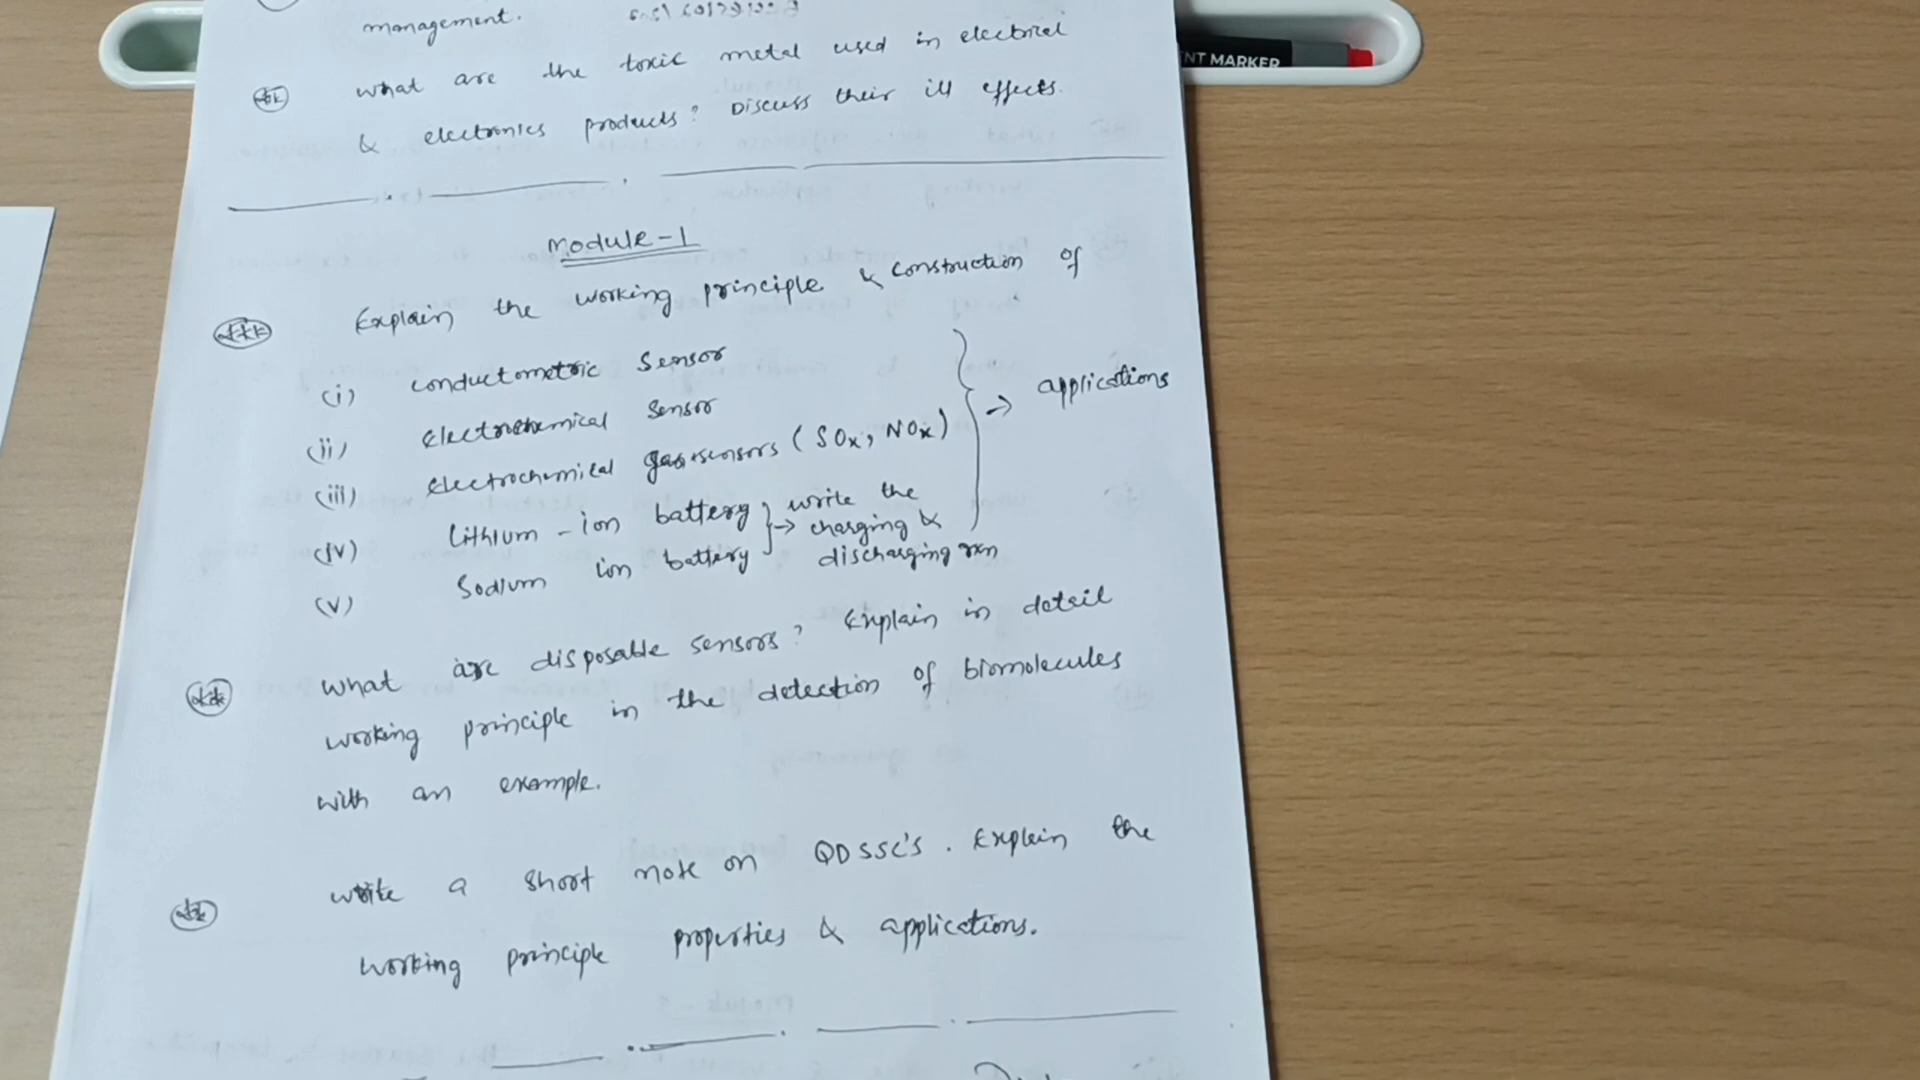 management.
what are the toxic metal used in electrical
& electronics products? Discuss their ill effects.
NT MARKER
Module-1
Explain the working principle & construction of
(i) conductometric sensor
(ii) Electrochemical sensor
(iii) Electrochemical gas sensors (SOx, NOx)
→ applications
(iv) Lithium-ion battery
(v) Sodium ion battery
→ write the
charging &
discharging rxn
what are disposable sensors? Explain in detail
working principle in the detection of biomolecules
with an example.
write a short note on QDSSC's. Explain the
working principle properties & applications.